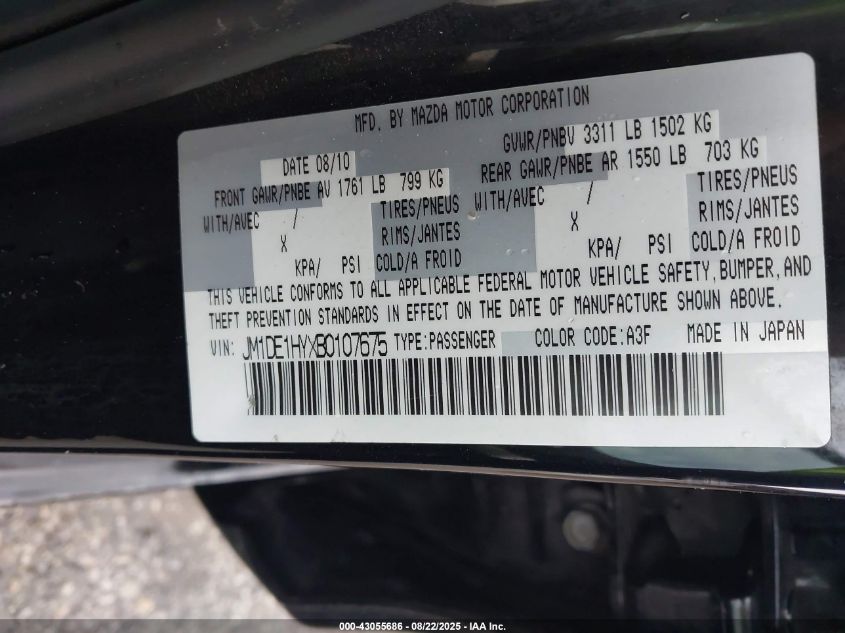 MFD. BY MAZDA MOTOR CORPORATION
DATE 08/10 GVWR/PNBV 3311 LB 1502 KG
FRONT GAWR/PNBE AV 1761 LB 799 KG REAR GAWR/PNBE AR 1550 LB 703 KG
WITH/AVEC / TIRES/PNEUS WITH/AVEC / TIRES/PNEUS
X RIMS/JANTES X RIMS/JANTES
KPA/ PSI COLD/A FROID KPA/ PSI COLD/A FROID
THIS VEHICLE CONFORMS TO ALL APPLICABLE FEDERAL MOTOR VEHICLE SAFETY, BUMPER, AND
THEFT PREVENTION STANDARDS IN EFFECT ON THE DATE OF MANUFACTURE SHOWN ABOVE.
VIN: JM1DE1HYXB0107675 TYPE:PASSENGER COLOR CODE:A3F MADE IN JAPAN
000-43055686 - 08/22/2025 - IAA Inc.